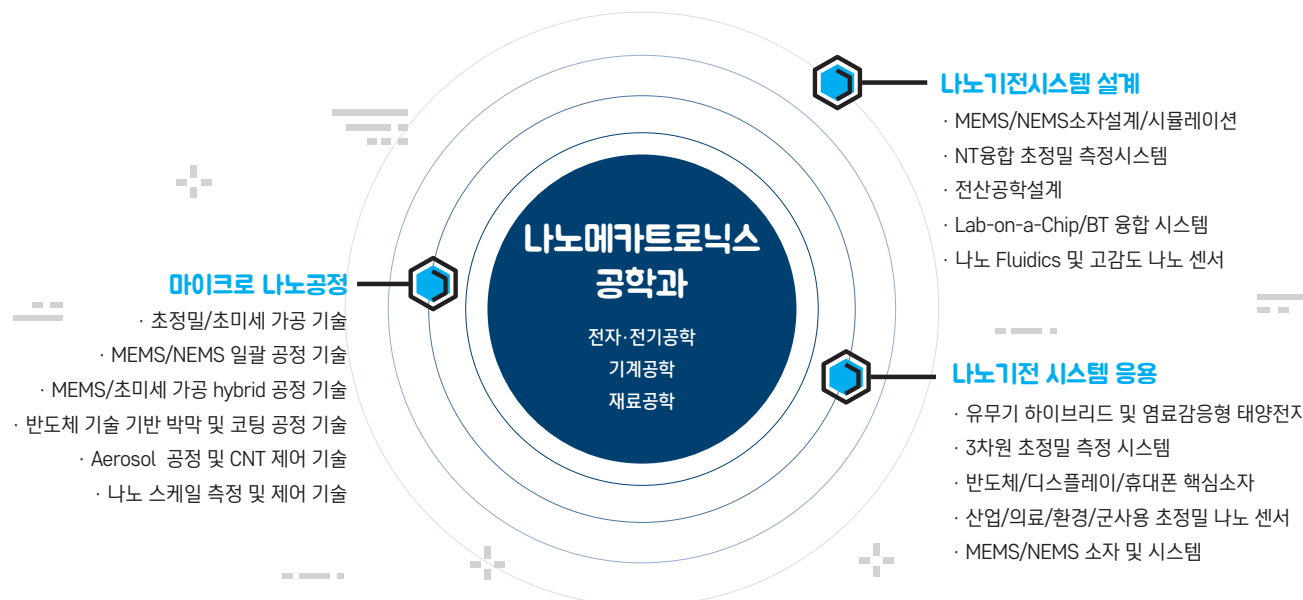 나노메카트로닉스
공학과
전자·전기공학
기계공학
재료공학
마이크로 나노공정
· 초정밀/초미세 가공 기술
· MEMS/NEMS 일괄 공정 기술
· MEMS/초미세 가공 hybrid 공정 기술
· 반도체 기술 기반 박막 및 코팅 공정 기술
· Aerosol 공정 및 CNT 제어 기술
· 나노 스케일 측정 및 제어 기술
나노기전시스템 설계
· MEMS/NEMS소자설계/시뮬레이션
· NT융합 초정밀 측정시스템
· 전산공학설계
· Lab-on-a-Chip/BT 융합 시스템
· 나노 Fluidics 및 고감도 나노 센서
나노기전 시스템 응용
· 유무기 하이브리드 및 염료감응형 태양전지
· 3차원 초정밀 측정 시스템
· 반도체/디스플레이/휴대폰 핵심소자
· 산업/의료/환경/군사용 초정밀 나노 센서
· MEMS/NEMS 소자 및 시스템